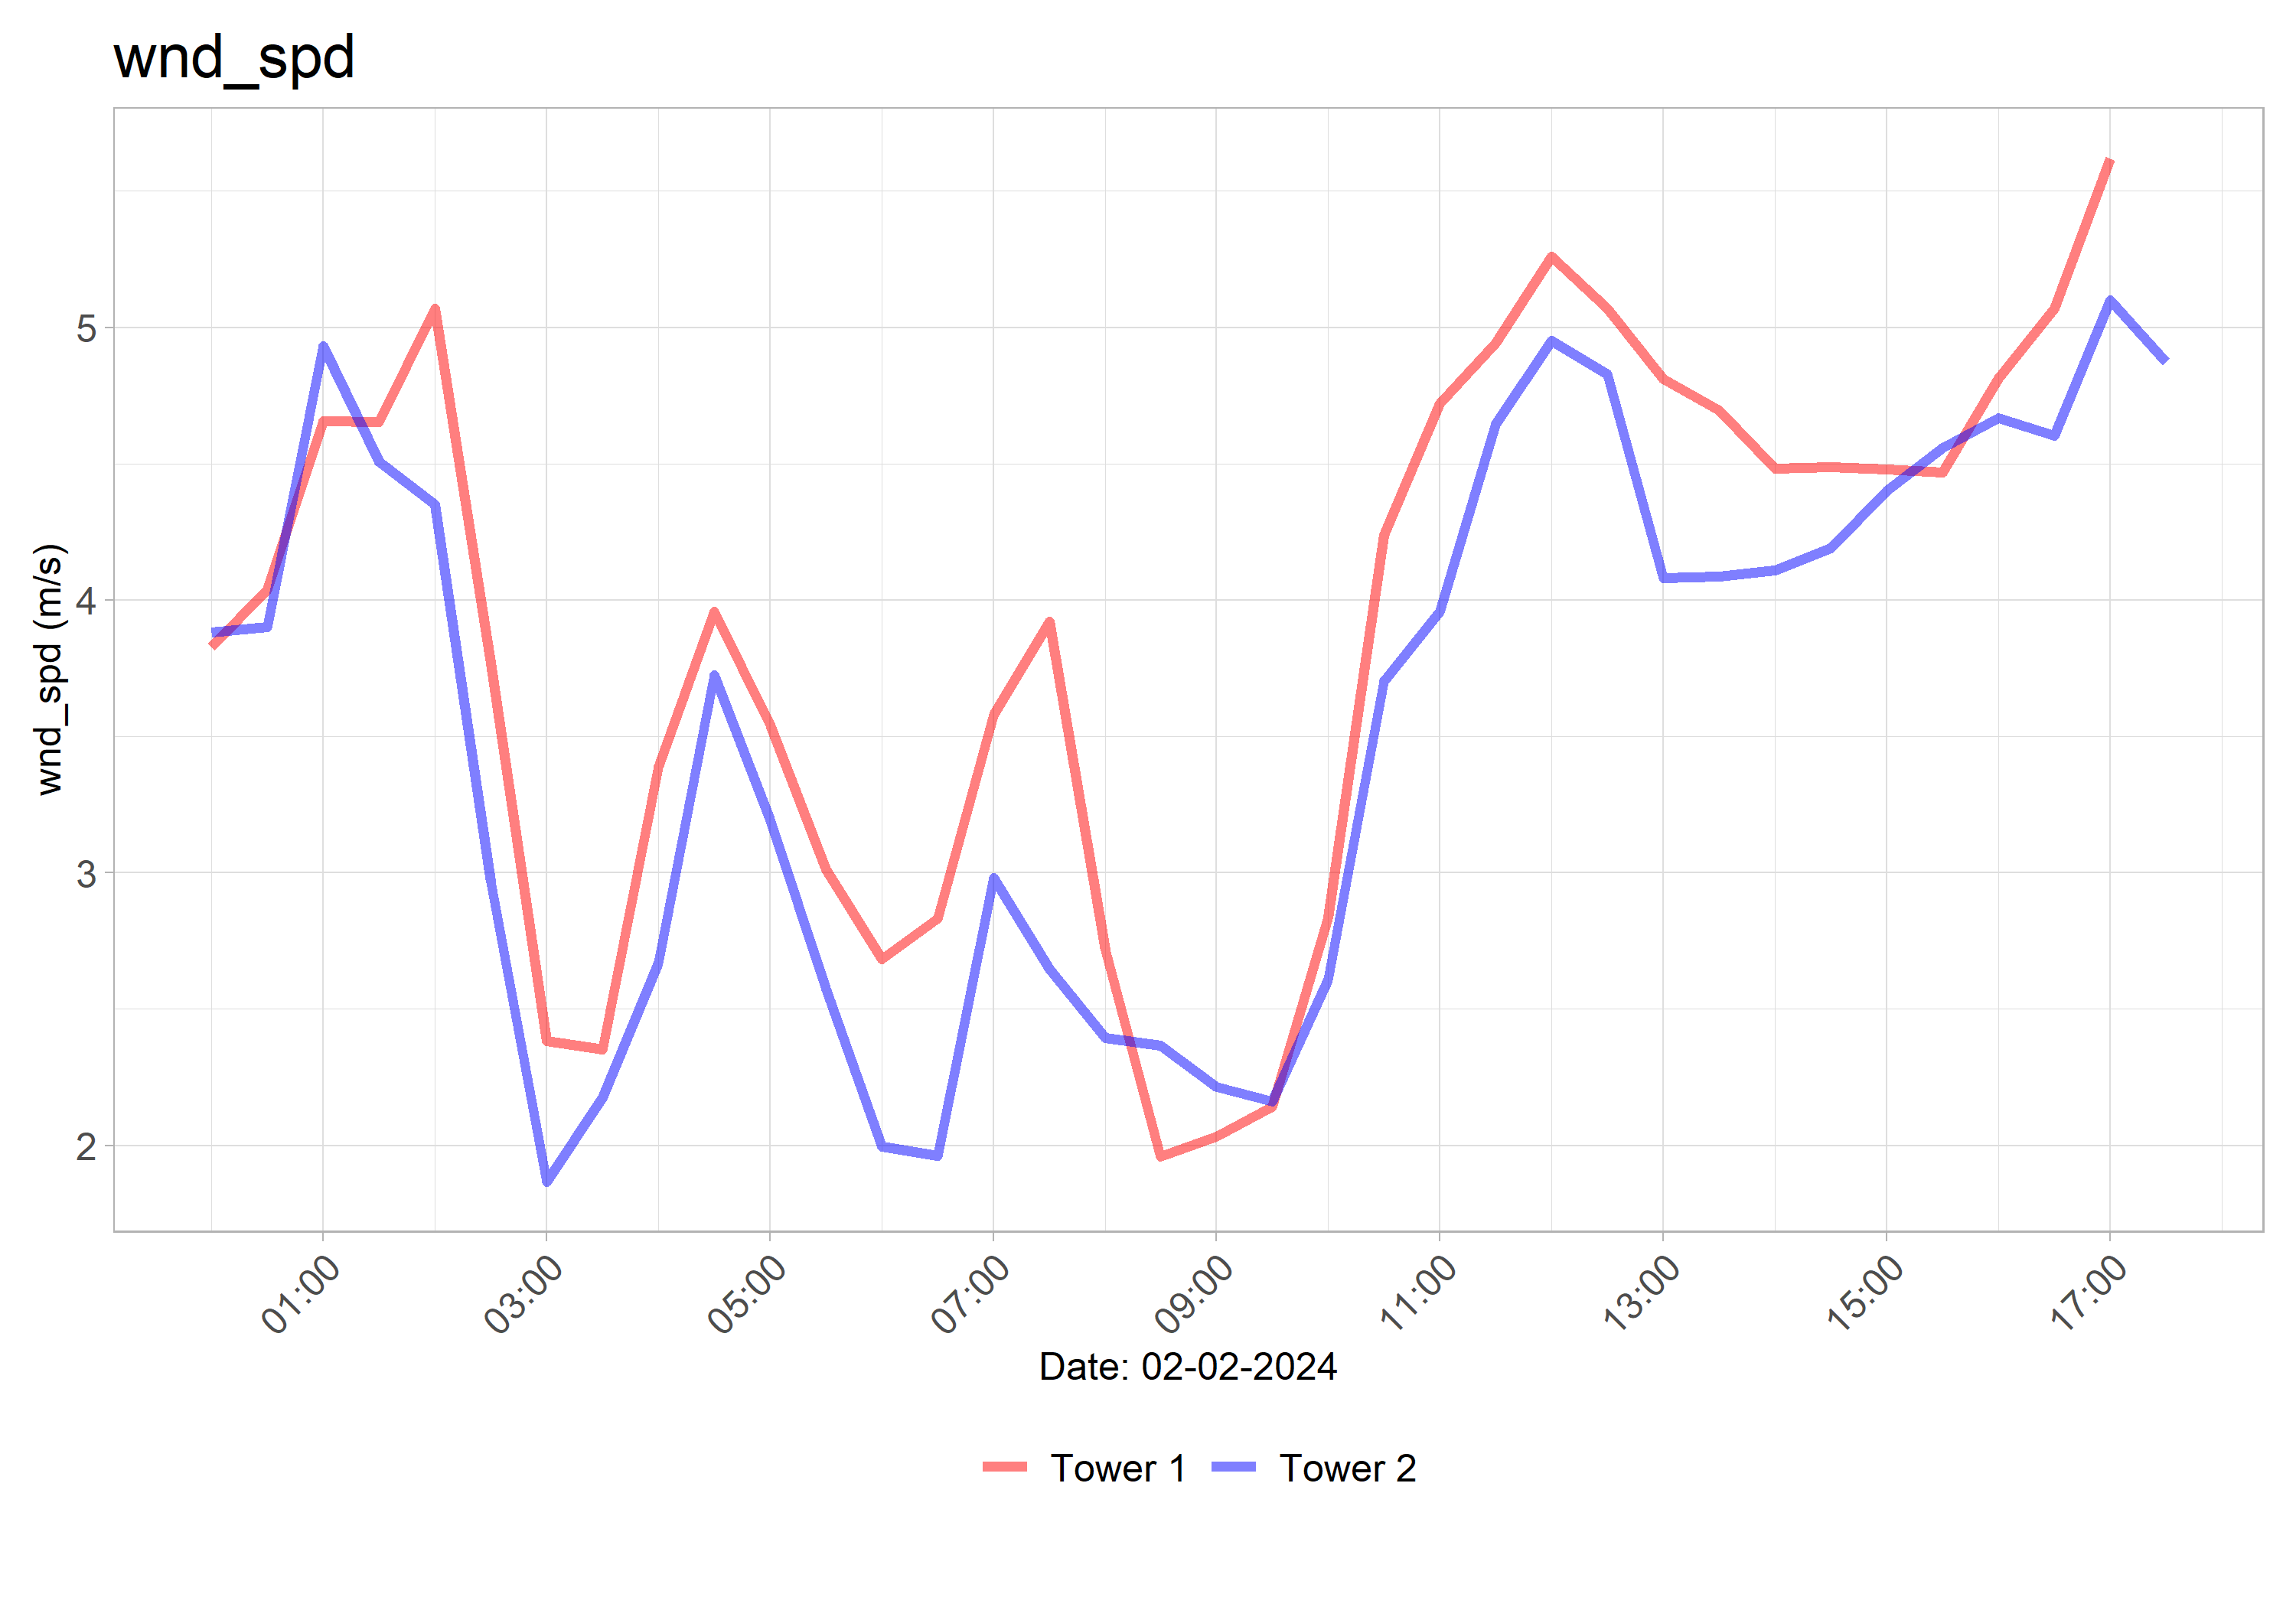 wnd_spd
wnd_spd (m/s)
5
4
3
2
01:00 03:00 05:00 07:00 09:00 11:00 13:00 15:00 17:00
Date: 02-02-2024
Tower 1 Tower 2